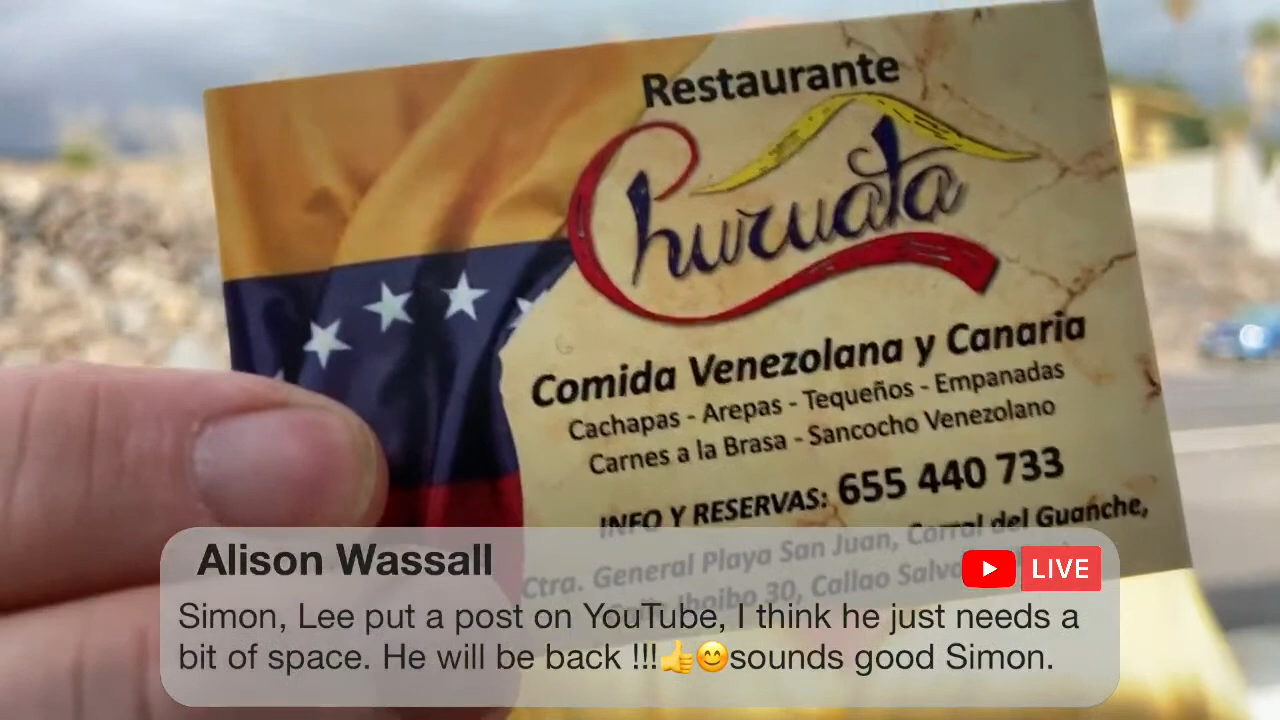 Restaurante
Churuata
Comida Venezolana y Canaria
Cachapas - Arepas - Tequeños - Empanadas
Carnes a la Brasa - Sancocho Venezolano
INFO Y RESERVAS: 655 440 733
Ctra. General Playa San Juan, Corral del Guanche,
30, Callao
Alison Wassall
LIVE
Simon, Lee put a post on YouTube, I think he just needs a
bit of space. He will be back !!!👍😊sounds good Simon.